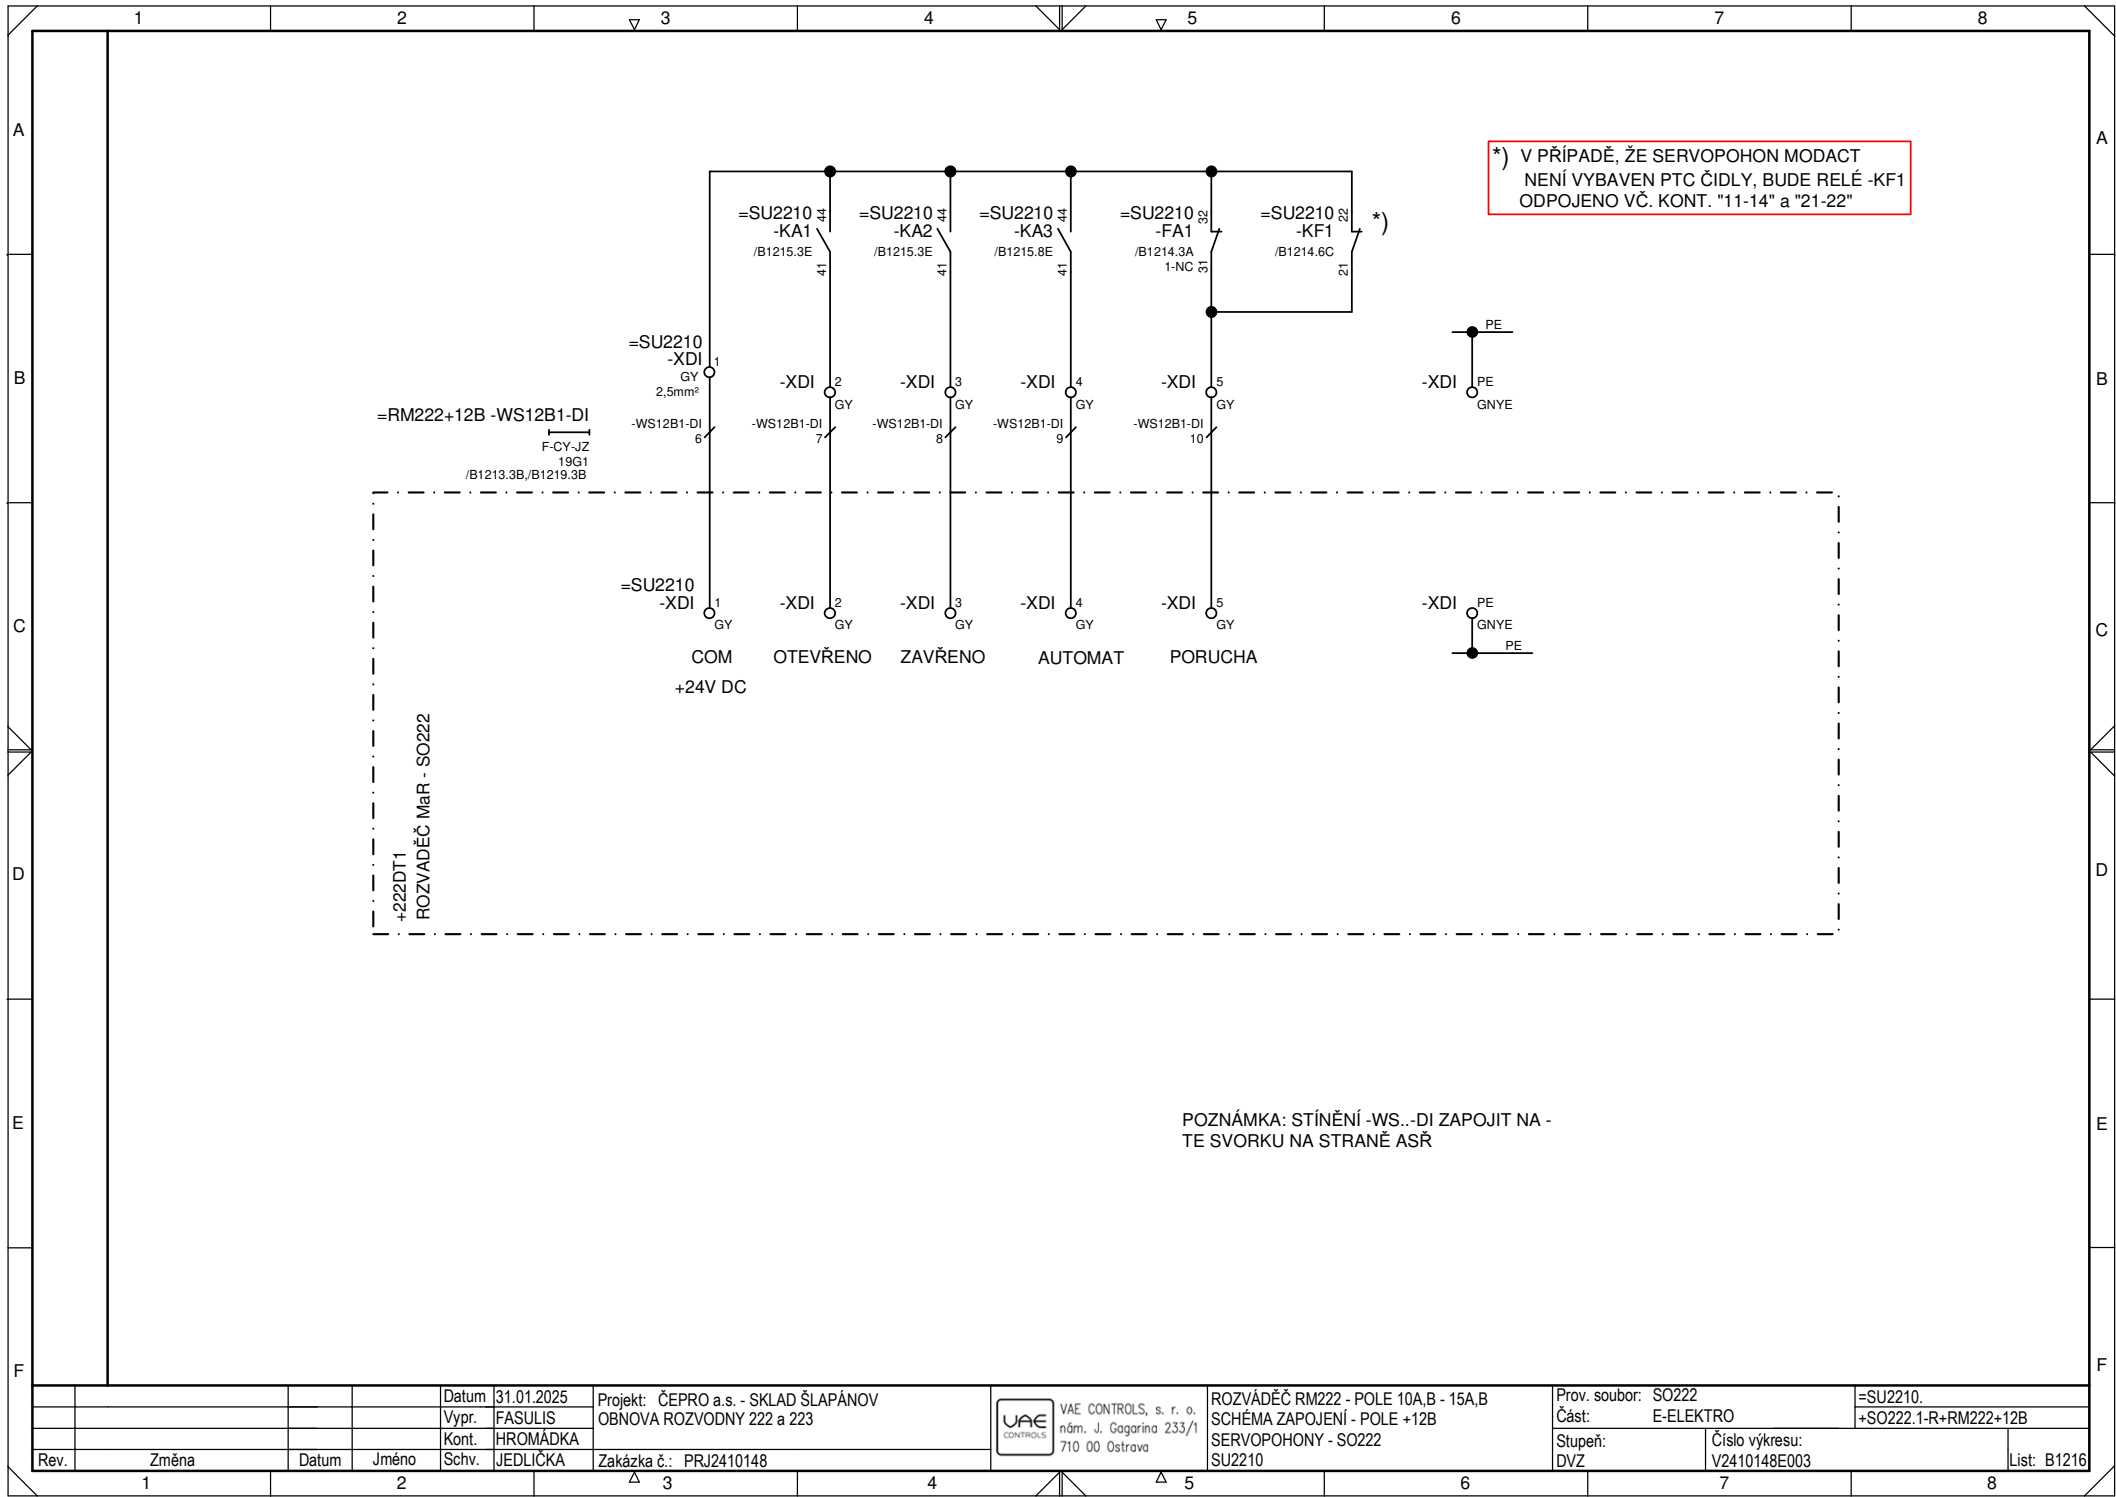 1 2 3 4 5 6 7 8
A A
*) V PŘÍPADĚ, ŽE SERVOPOHON MODACT
NENÍ VYBAVEN PTC ČIDLY, BUDE RELÉ -KF1
ODPOJENO VČ. KONT. "11-14" a "21-22"
=SU2210 44 =SU2210 44 =SU2210 44 =SU2210 32 =SU2210 22 *)
-KA1 -KA2 -KA3 -FA1 -KF1
/B1215.3E /B1215.3E /B1215.8E /B1214.3A /B1214.6C
41 41 41 1-NC 31 21
PE
=SU2210
-XDI 1
GY
2,5mm²
B B
-XDI 2 -XDI 3 -XDI 4 -XDI 5 -XDI PE
GY GY GY GY GNYE
=RM222+12B -WS12B1-DI
F-CY-JZ
19G1
/B1213.3B,/B1219.3B
-WS12B1-DI -WS12B1-DI -WS12B1-DI -WS12B1-DI -WS12B1-DI
6 7 8 9 10
=SU2210
-XDI 1 -XDI 2 -XDI 3 -XDI 4 -XDI 5 -XDI PE
GY GY GY GY GY GNYE
C C
PE
COM OTEVŘENO ZAVŘENO AUTOMAT PORUCHA
+24V DC
+222DT1
ROZVADĚČ MaR - SO222
D D
E E
POZNÁMKA: STÍNĚNÍ -WS..-DI ZAPOJIT NA -
TE SVORKU NA STRANĚ ASŘ
F F
Datum 31.01.2025
Vypr. FASULIS
Kont. HROMÁDKA
Rev. Změna Datum Jméno Schv. JEDLIČKA
Projekt: ČEPRO a.s. - SKLAD ŠLAPÁNOV
OBNOVA ROZVODNY 222 a 223
Zakázka č.: PRJ2410148
VAE
CONTROLS
VAE CONTROLS, s. r. o.
nám. J. Gagarina 233/1
710 00 Ostrava
ROZVÁDĚČ RM222 - POLE 10A,B - 15A,B
SCHÉMA ZAPOJENÍ - POLE +12B
SERVOPOHONY - SO222
SU2210
Prov. soubor: SO222
Část: E-ELEKTRO
Stupeň:
DVZ
=SU2210.
+SO222.1-R+RM222+12B
Číslo výkresu:
V2410148E003
List: B1216
1 2 3 4 5 6 7 8